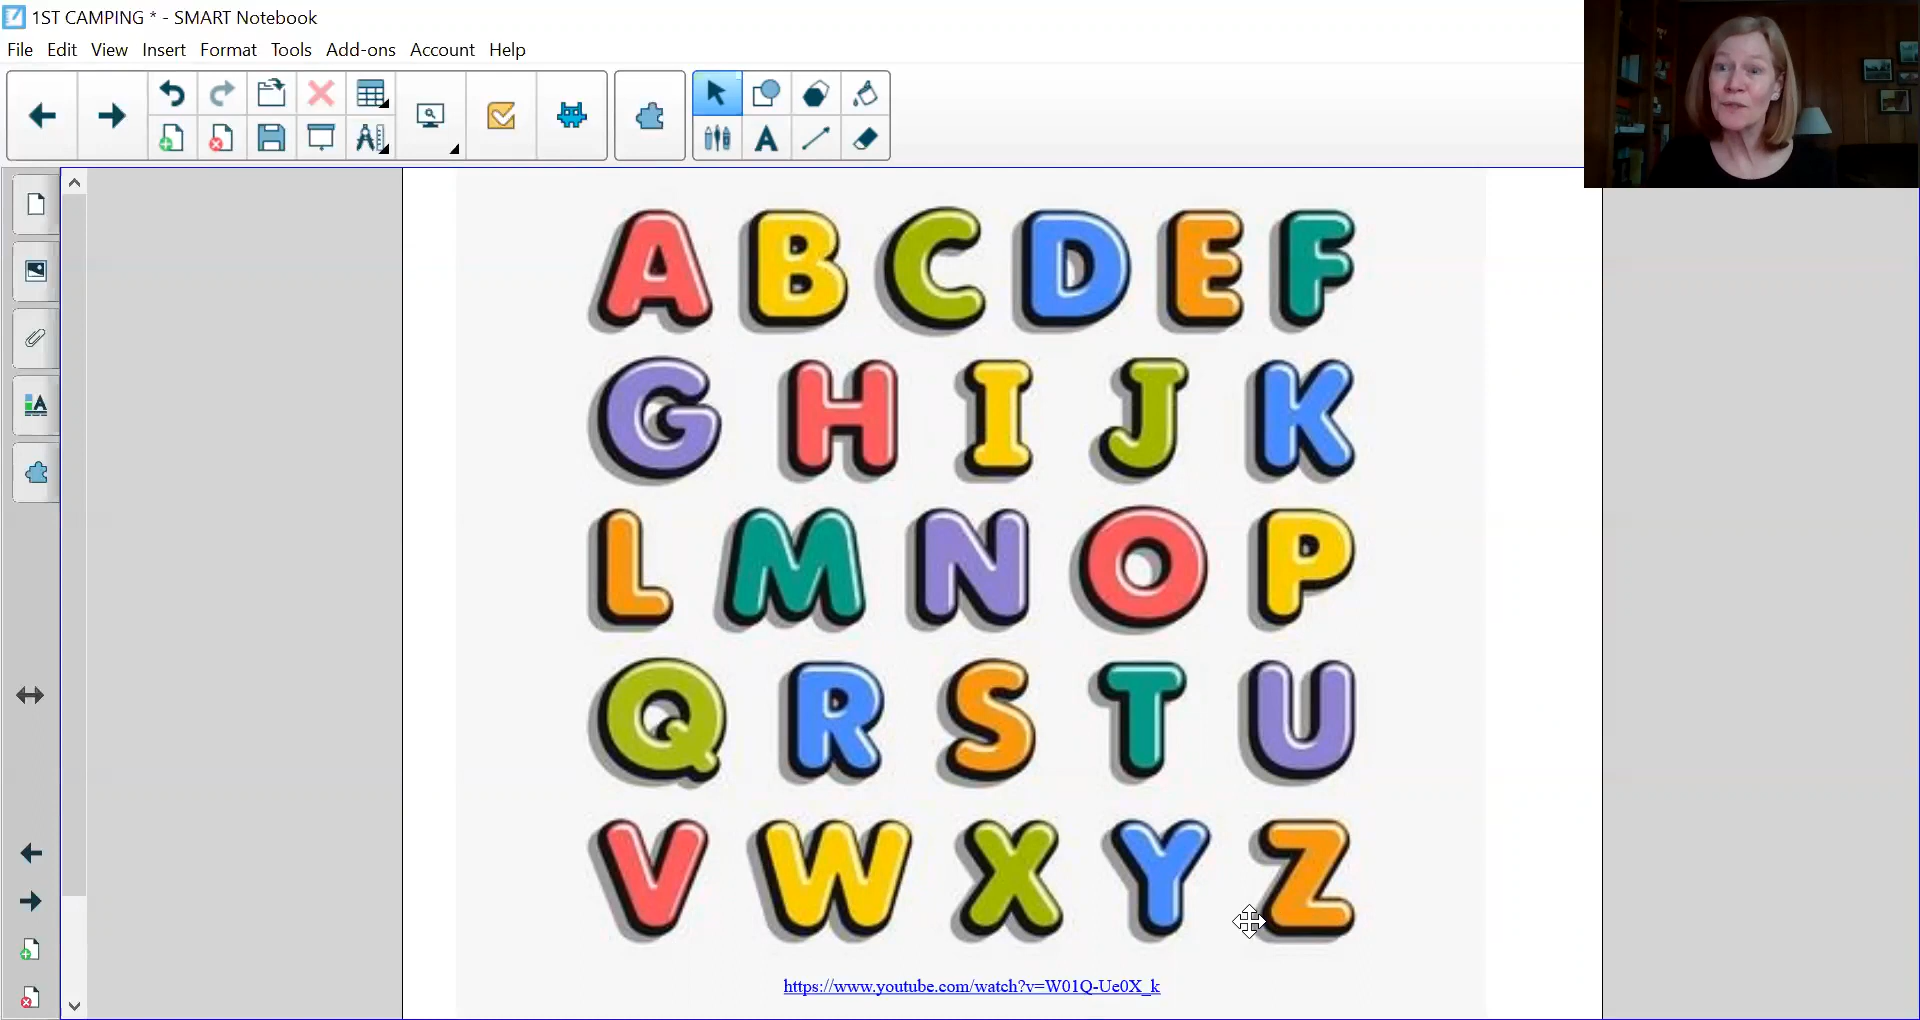 1ST CAMPING * - SMART Notebook
File Edit View Insert Format Tools Add-ons Account Help
A B C D E F
G H I J K
L M N O P
Q R S T U
V W X Y Z
https://www.youtube.com/watch?v=W01Q-Ue0X_k